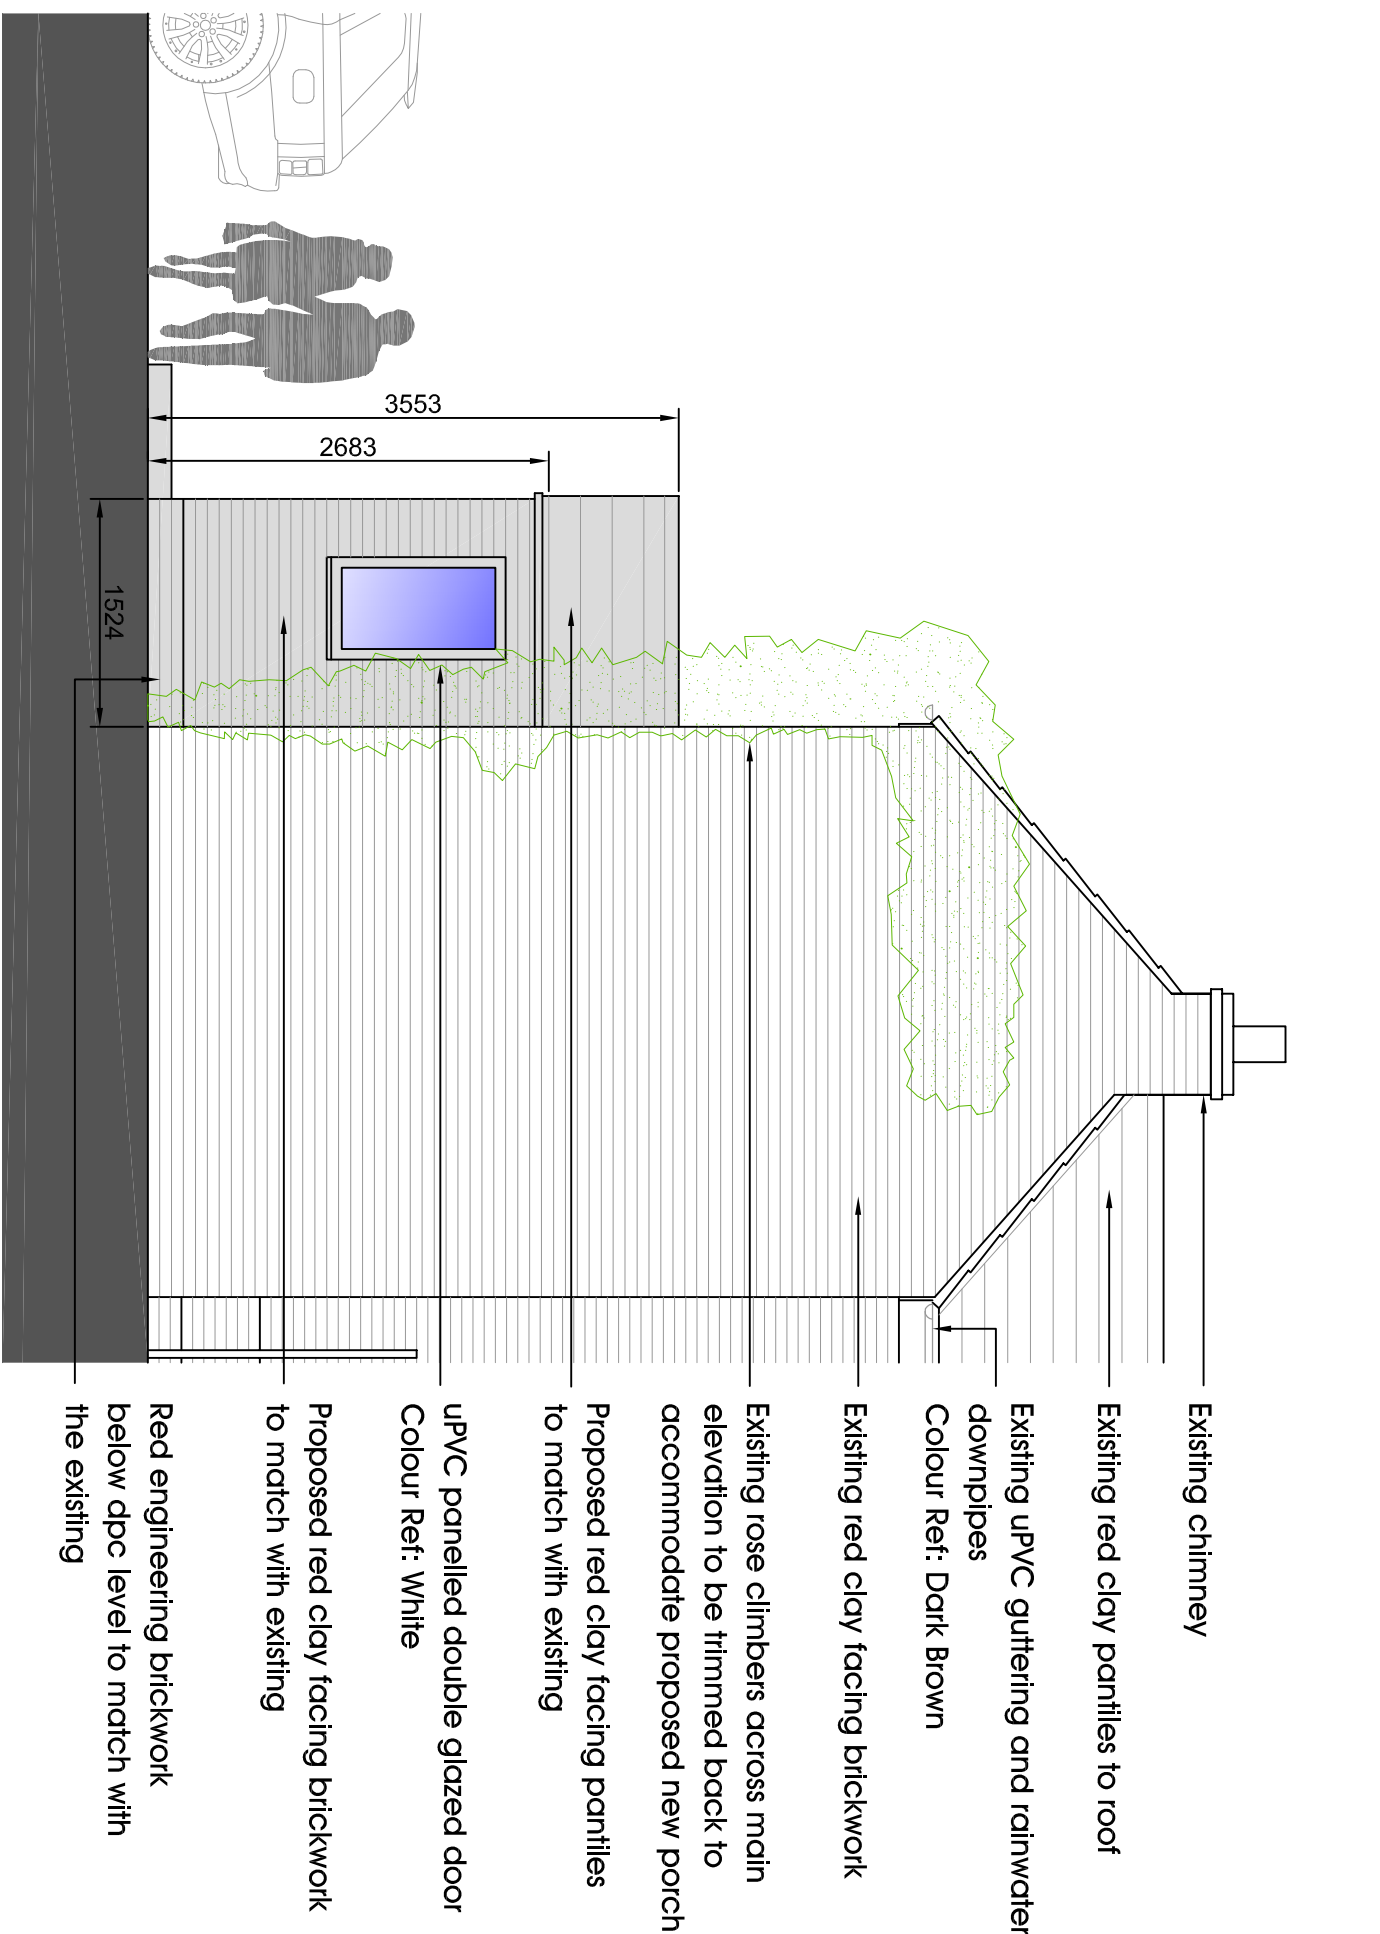 Existing chimney
Existing red clay pantiles to roof
Existing uPVC guttering and rainwater
downpipes
Colour Ref: Dark Brown
Existing red clay facing brickwork
Existing rose climbers across main
elevation to be trimmed back to
accommodate proposed new porch
Proposed red clay facing pantiles
to match with existing
uPVC panelled double glazed door
Colour Ref: White
Proposed red clay facing brickwork
to match with existing
Red engineering brickwork
below dpc level to match with
the existing
3553
2683
1524